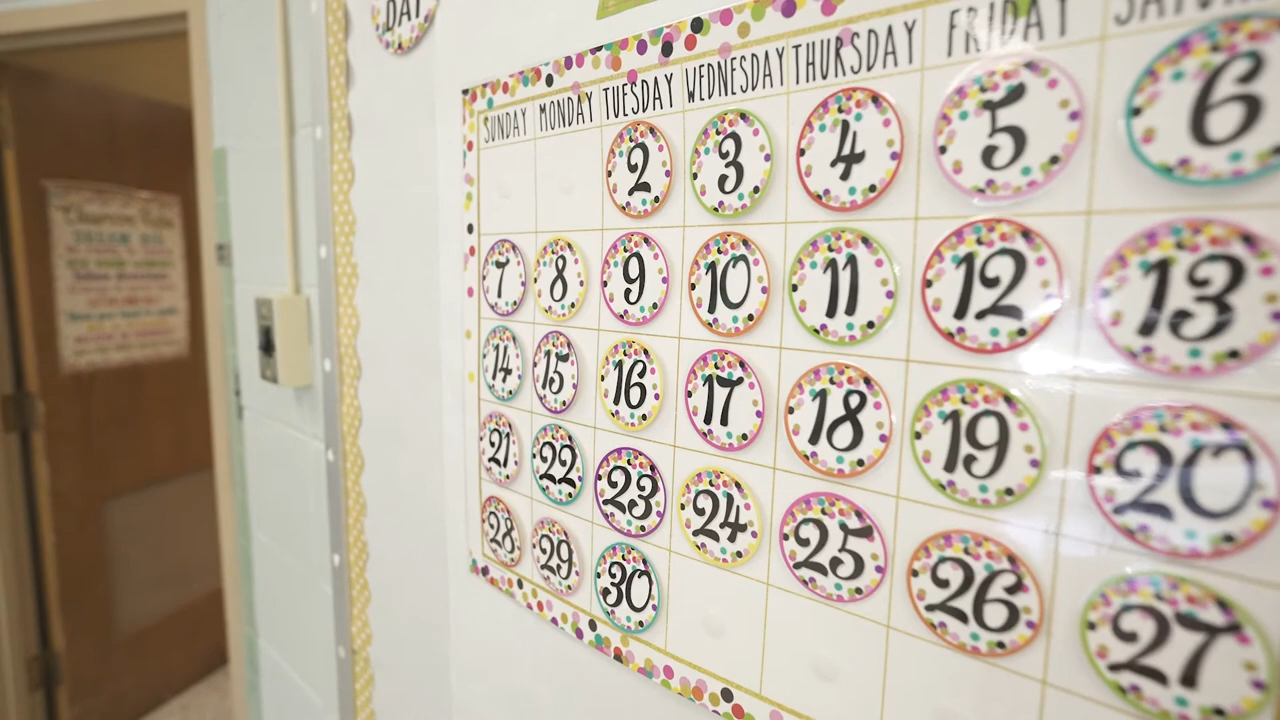 DAY
SUNDAY MONDAY TUESDAY WEDNESDAY THURSDAY FRIDAY
2 3 4 5 6
7 8 9 10 11 12 13
14 15 16 17 18 19 20
21 22 23 24 25 26 27
28 29 30